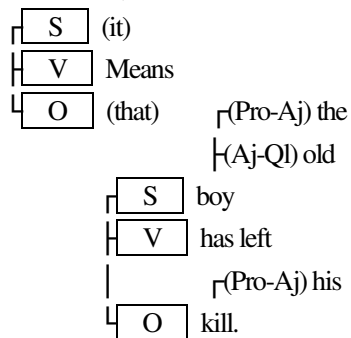 S (it)
V Means
O (that) (Pro-Aj) the
(Aj-Ql) old
S boy
V has left
(Pro-Aj) his
O kill.